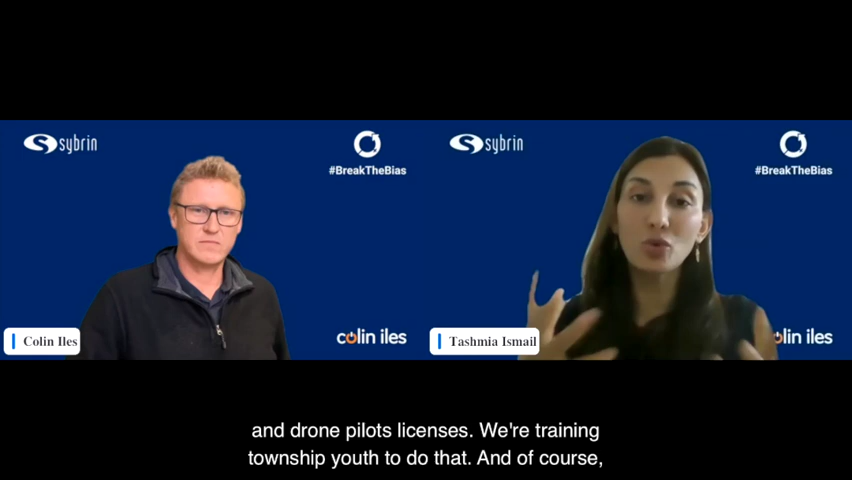 sybrin
#BreakTheBias
sybrin
#BreakTheBias
Colin Iles
colin iles
Tashmia Ismail
olin iles
and drone pilots licenses. We're training
township youth to do that. And of course,